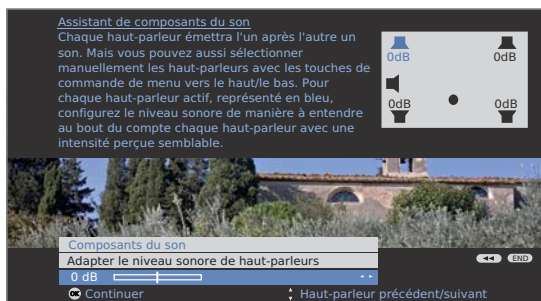 Assistant de composants du son
Chaque haut-parleur émettra l'un après l'autre un
son. Mais vous pouvez aussi sélectionner
manuellement les haut-parleurs avec les touches de
commande de menu vers le haut/le bas. Pour
chaque haut-parleur actif, représenté en bleu,
configurez le niveau sonore de manière à entendre
au bout du compte chaque haut-parleur avec une
intensité perçue semblable.
0dB
0dB
0dB
0dB
Composants du son
Adapter le niveau sonore de haut-parleurs
0 dB
END
OK Continuer
Haut-parleur précédent/suivant